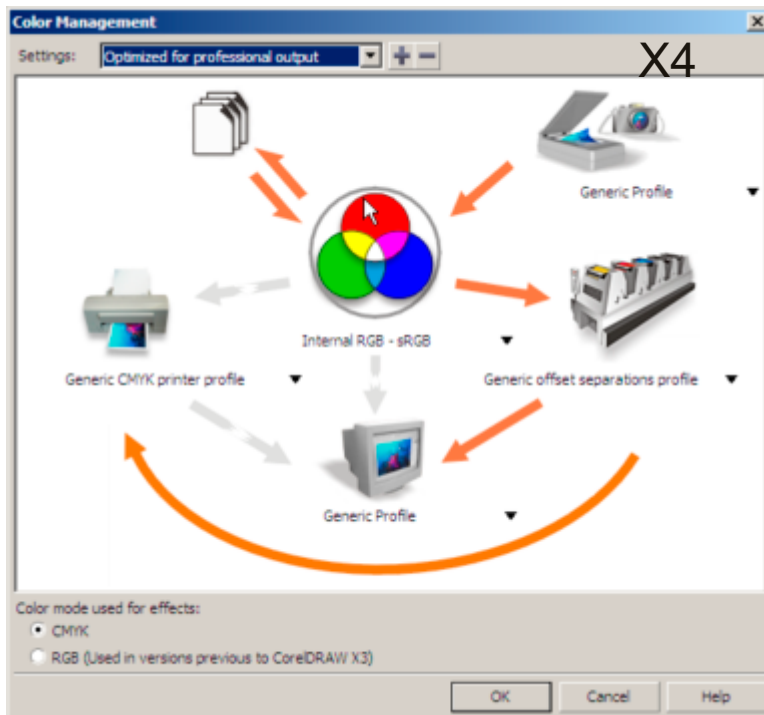 Color Management
Settings: Optimized for professional output
X4
Generic Profile
Internal RGB - sRGB
Generic CMYK printer profile
Generic offset separations profile
Generic Profile
Color mode used for effects:
CMYK
RGB (Used in versions previous to CorelDRAW X3)
OK Cancel Help